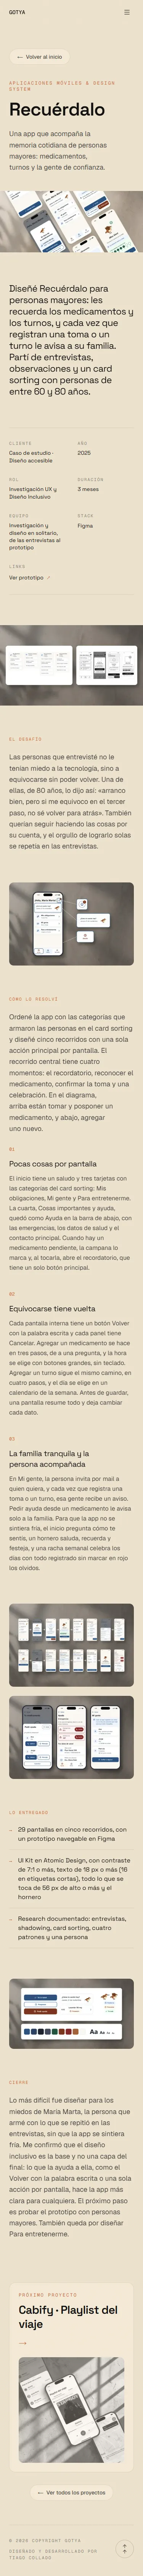 GOTYA
← Volver al inicio
APLICACIONES MÓVILES & DESIGN
SYSTEM
Recuérdalo
Una app que acompaña la
memoria cotidiana de personas
mayores: medicamentos,
turnos y la gente de confianza.
Diseñé Recuérdalo para
personas mayores: les
recuerda los medicamentos y
los turnos, y cada vez que
registran una toma o un
turno le avisa a su familia.
Partí de entrevistas,
observaciones y un card
sorting con personas de
entre 60 y 80 años.
CLIENTE
Caso de estudio ·
Diseño accesible
AÑO
2025
ROL
Investigación UX y
Diseño Inclusivo
DURACIÓN
3 meses
EQUIPO
Investigación y
diseño en solitario,
de las entrevistas al
prototipo
STACK
Figma
LINKS
Ver prototipo ↗
EL DESAFÍO
Las personas que entrevisté no le
tenían miedo a la tecnología, sino a
equivocarse sin poder volver. Una de
ellas, de 80 años, lo dijo así: «arranco
bien, pero si me equivoco en el tercer
paso, no sé volver para atrás». También
querían seguir haciendo las cosas por
su cuenta, y el orgullo de lograrlo solas
se repetía en las entrevistas.
CÓMO LO RESOLVÍ
Ordené la app con las categorías que
armaron las personas en el card sorting
y diseñé cinco recorridos con una sola
acción principal por pantalla. El
recorrido central tiene cuatro
momentos: el recordatorio, reconocer el
medicamento, confirmar la toma y una
celebración. En el diagrama,
arriba están tomar y posponer un
medicamento, y abajo, agregar
uno nuevo.
01
Pocas cosas por pantalla
El inicio tiene un saludo y tres tarjetas con
las categorías del card sorting: Mis
obligaciones, Mi gente y Para entretenerme.
La cuarta, Cosas importantes y ayuda,
quedó como Ayuda en la barra de abajo, con
las emergencias, los datos de salud y el
contacto principal. Cuando hay un
medicamento pendiente, la campana lo
marca y, al tocarla, abre el recordatorio, que
tiene un solo botón principal.
02
Equivocarse tiene vuelta
Cada pantalla interna tiene un botón Volver
con la palabra escrita y cada panel tiene
Cancelar. Agregar un medicamento se hace
en tres pasos, de a una pregunta, y la hora
se elige con botones grandes, sin teclado.
Agregar un turno sigue el mismo camino, en
cuatro pasos, y el día se elige en un
calendario de la semana. Antes de guardar,
una pantalla resume todo y deja cambiar
cada dato.
03
La familia tranquila y la
persona acompañada
En Mi gente, la persona invita por mail a
quien quiera, y cada vez que registra una
toma o un turno, esa gente recibe un aviso.
Pedir ayuda desde un medicamento le avisa
solo a la familia. Para que la app no se
sintiera fría, el inicio pregunta cómo te
sentís, un hornero saluda, recuerda y
festeja, y una racha semanal celebra los
días con todo registrado sin marcar en rojo
los olvidos.
LO ENTREGADO
– 29 pantallas en cinco recorridos, con
un prototipo navegable en Figma
– UI Kit en Atomic Design, con contraste
de 7:1 o más, texto de 18 px o más (16
en etiquetas cortas), todo lo que se
toca de 56 px de alto o más y el
hornero
– Research documentado: entrevistas,
shadowing, card sorting, cuatro
patrones y una persona
CIERRE
Lo más difícil fue diseñar para los
miedos de María Marta, la persona que
armé con lo que se repitió en las
entrevistas, sin que la app se sintiera
fría. Me confirmó que el diseño
inclusivo es la base y no una capa del
final: lo que la ayuda a ella, como el
Volver con la palabra escrita o una sola
acción por pantalla, hace la app más
clara para cualquiera. El próximo paso
es probar el prototipo con personas
mayores. También queda por diseñar
Para entretenerme.
PRÓXIMO PROYECTO
Cabify · Playlist del
viaje
→
← Ver todos los proyectos
© 2026 COPYRIGHT GOTYA
DISEÑADO Y DESARROLLADO POR
TIAGO COLLADO